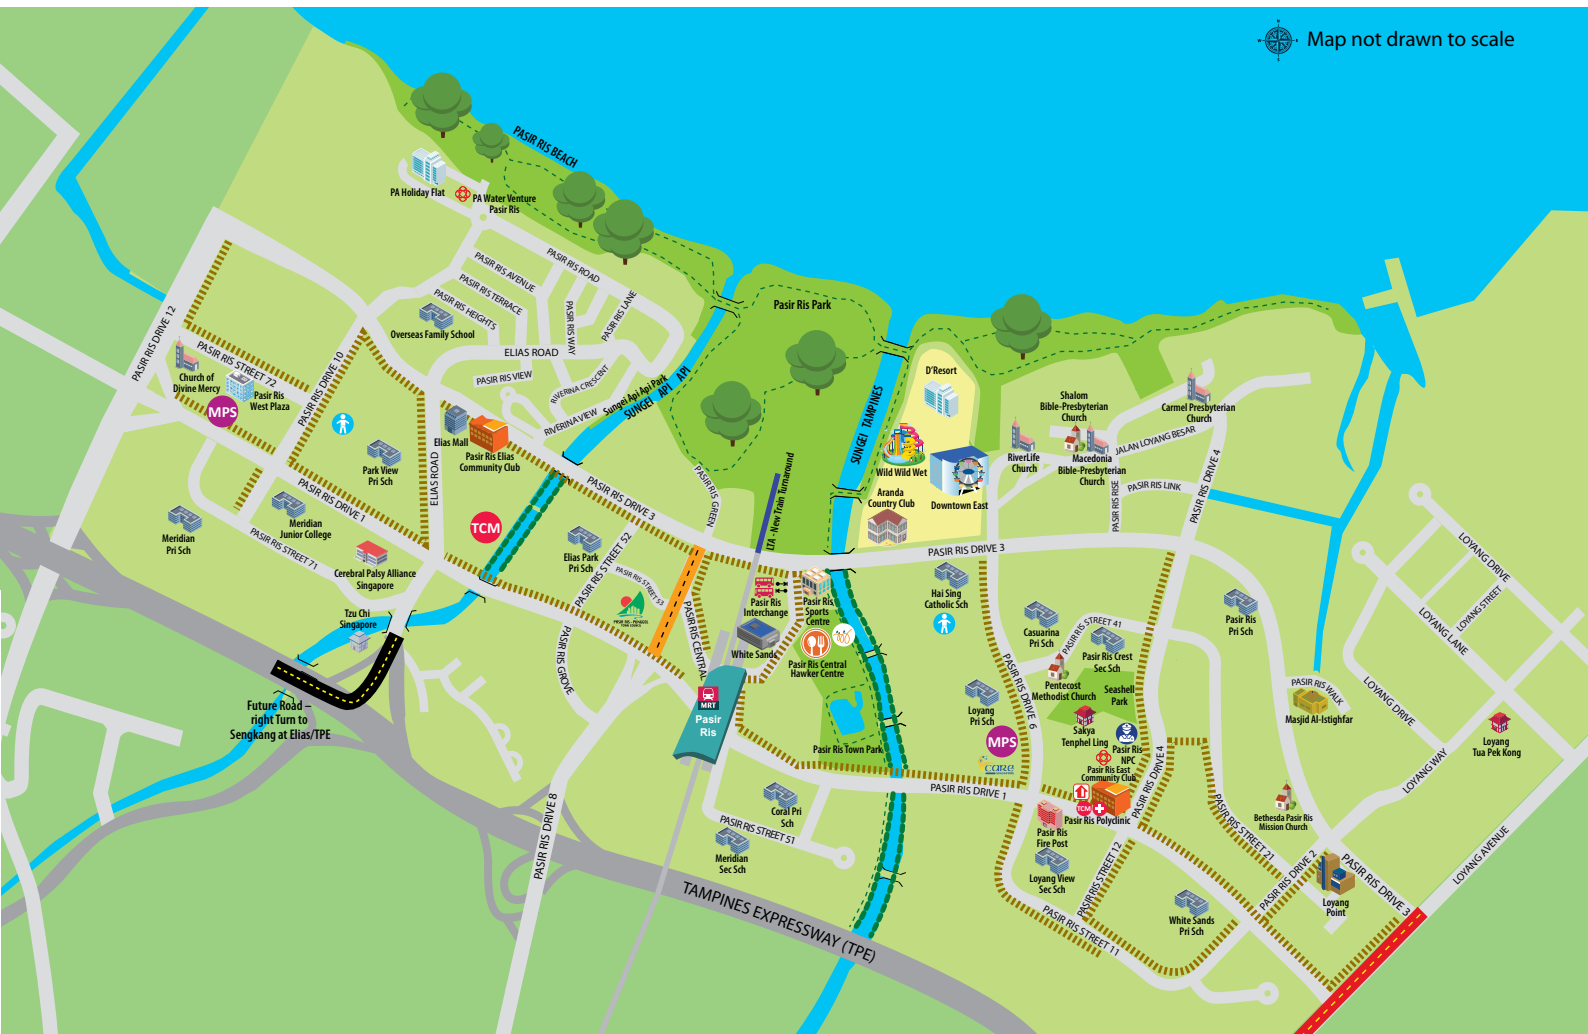 Map not drawn to scale
PASIR RIS BEACH
PA Holiday Flat
PA Water Venture
Pasir Ris
PASIR RIS ROAD
PASIR RIS AVENUE
PASIR RIS TERRACE
PASIR RIS HEIGHTS
PASIR RIS WAY
PASIR RIS LANE
Overseas Family School
ELIAS ROAD
PASIR RIS VIEW
RIVERINA CRESCENT
RIVERINA VIEW
Sungei Api Api Park
SUNGEI API API
Pasir Ris Park
PASIR RIS DRIVE 12
PASIR RIS STREET 72
Church of
Divine Mercy
Pasir Ris
West Plaza
MPS
PASIR RIS DRIVE 10
Park View
Pri Sch
ELIAS ROAD
Elias Mall
Pasir Ris Elias
Community Club
PASIR RIS DRIVE 3
PASIR RIS GREEN
LTA - New Train Turnaround
SUNGEI TAMPINES
D'Resort
Wild Wild Wet
Aranda
Country Club
Downtown East
RiverLife
Church
Shalom
Bible-Presbyterian
Church
Macedonia
Bible-Presbyterian
Church
Carmel Presbyterian
Church
JALAN LOYANG BESAR
PASIR RIS LINK
PASIR RIS RISE
PASIR RIS DRIVE 4
PASIR RIS DRIVE 3
PASIR RIS DRIVE 1
Meridian
Junior College
Meridian
Pri Sch
PASIR RIS STREET 71
Cerebral Palsy Alliance
Singapore
TCM
Tzu Chi
Singapore
Elias Park
Pri Sch
PASIR RIS STREET 52
PASIR RIS STREET 53
PASIR RIS - PUNGGOL
TOWN COUNCIL
PASIR RIS CENTRAL
PASIR RIS GROVE
Pasir Ris
Interchange
Pasir Ris
Sports
Centre
White Sands
Pasir Ris Central
Hawker Centre
MRT
Pasir
Ris
Pasir Ris Town Park
Hai Sing
Catholic Sch
Casuarina
Pri Sch
PASIR RIS STREET 41
Pasir Ris Crest
Sec Sch
Pasir Ris
Pri Sch
PASIR RIS DRIVE 6
Pentecost
Methodist Church
Seashell
Park
Loyang
Pri Sch
MPS
CARE
Sakya
Tenphel Ling
NPC
Pasir Ris
NPC
Pasir Ris East
Community Club
PASIR RIS DRIVE 4
TCM
Pasir Ris Polyclinic
Pasir Ris
Fire Post
Loyang View
Sec Sch
PASIR RIS STREET 12
PASIR RIS STREET 11
White Sands
Pri Sch
PASIR RIS STREET 21
PASIR RIS DRIVE 2
PASIR RIS DRIVE 3
Loyang
Point
Bethesda Pasir Ris
Mission Church
PASIR RIS WALK
Masjid Al-Istighfar
LOYANG DRIVE
LOYANG STREET
LOYANG LANE
LOYANG DRIVE
LOYANG WAY
Loyang
Tua Pek Kong
LOYANG AVENUE
Future Road –
right Turn to
Sengkang at Elias/TPE
PASIR RIS DRIVE 8
PASIR RIS DRIVE 1
Coral Pri
Sch
PASIR RIS STREET 51
Meridian
Sec Sch
TAMPINES EXPRESSWAY (TPE)